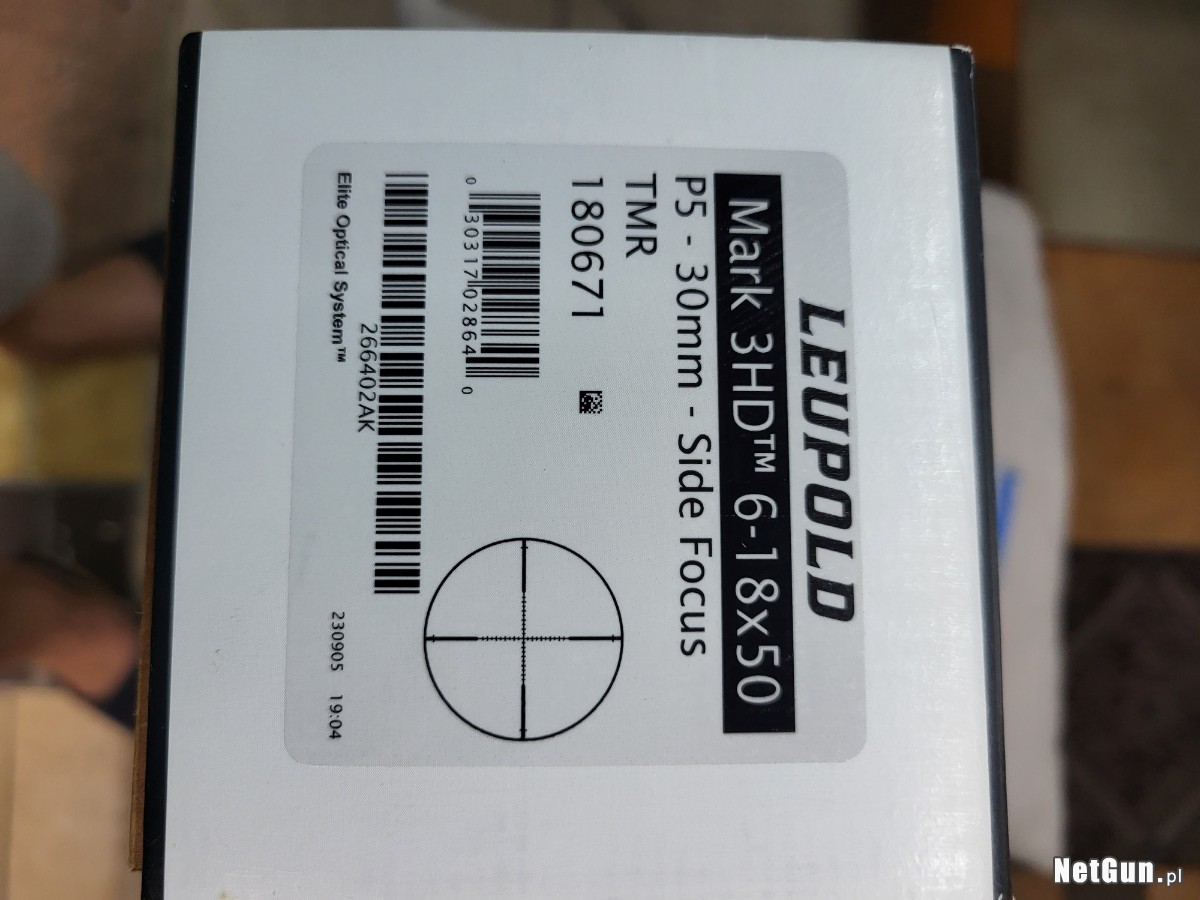 LEUPOLD
Mark 3HD™ 6-18x50
P5 - 30mm - Side Focus
TMR
180671
0 30317 02864 0
266402AK
Elite Optical System™
230905 19:04
NetGun.pl